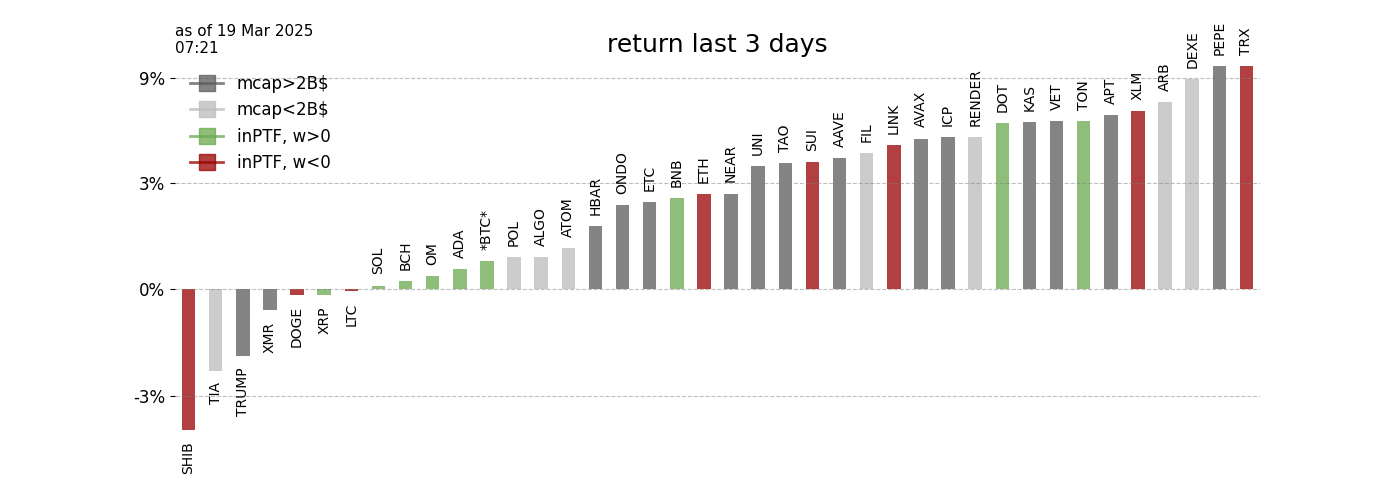 as of 19 Mar 2025
07:21
return last 3 days
mcap>2B$
mcap<2B$
inPTF, w>0
inPTF, w<0
9%
3%
0%
-3%
SHIB
TIA
TRUMP
XMR
DOGE
XRP
LTC
SOL
BCH
OM
ADA
*BTC*
POL
ALGO
ATOM
HBAR
ONDO
ETC
BNB
ETH
NEAR
UNI
TAO
SUI
AAVE
FIL
LINK
AVAX
ICP
RENDER
DOT
KAS
VET
TON
APT
XLM
ARB
DEXE
PEPE
TRX